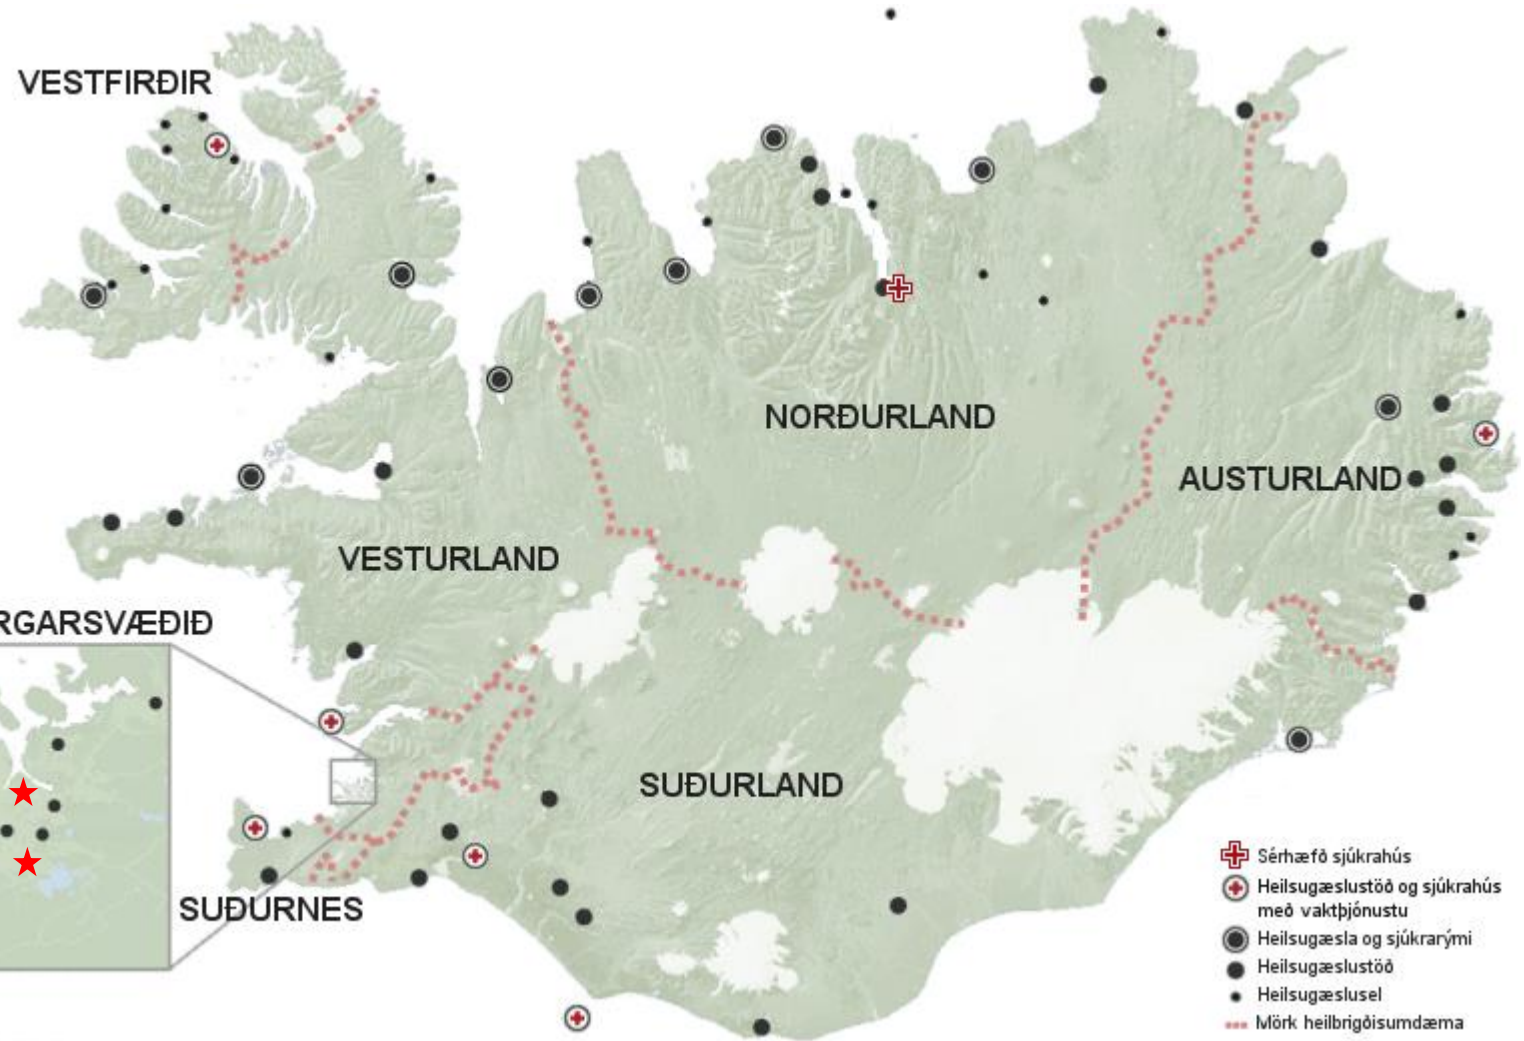 VESTFIRÐIR
NORÐURLAND
AUSTURLAND
VESTURLAND
RGARSVÆÐIÐ
SUÐURLAND
SUÐURNES
Sérhæfð sjúkrahús
Heilsugæslustöð og sjúkrahús
með vaktþjónustu
Heilsugæsla og sjúkrarými
Heilsugæslustöð
Heilsugæslusel
Mörk heilbrigðisumdæma